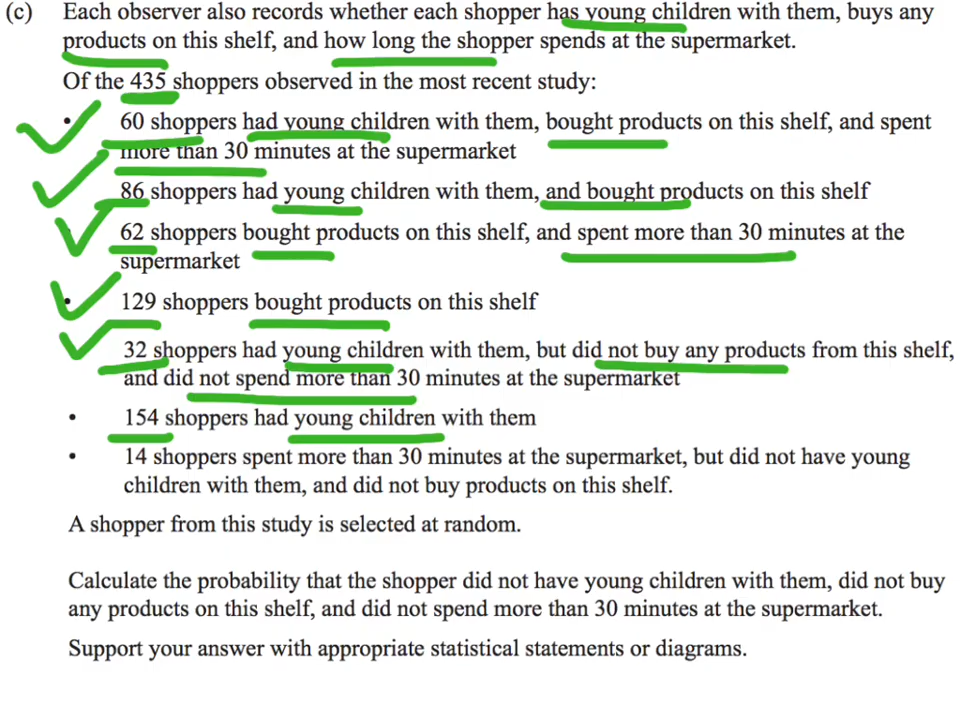 (c) Each observer also records whether each shopper has young children with them, buys any
products on this shelf, and how long the shopper spends at the supermarket.
Of the 435 shoppers observed in the most recent study:
• 60 shoppers had young children with them, bought products on this shelf, and spent
more than 30 minutes at the supermarket
86 shoppers had young children with them, and bought products on this shelf
62 shoppers bought products on this shelf, and spent more than 30 minutes at the
supermarket
• 129 shoppers bought products on this shelf
32 shoppers had young children with them, but did not buy any products from this shelf,
and did not spend more than 30 minutes at the supermarket
• 154 shoppers had young children with them
• 14 shoppers spent more than 30 minutes at the supermarket, but did not have young
children with them, and did not buy products on this shelf.
A shopper from this study is selected at random.
Calculate the probability that the shopper did not have young children with them, did not buy
any products on this shelf, and did not spend more than 30 minutes at the supermarket.
Support your answer with appropriate statistical statements or diagrams.